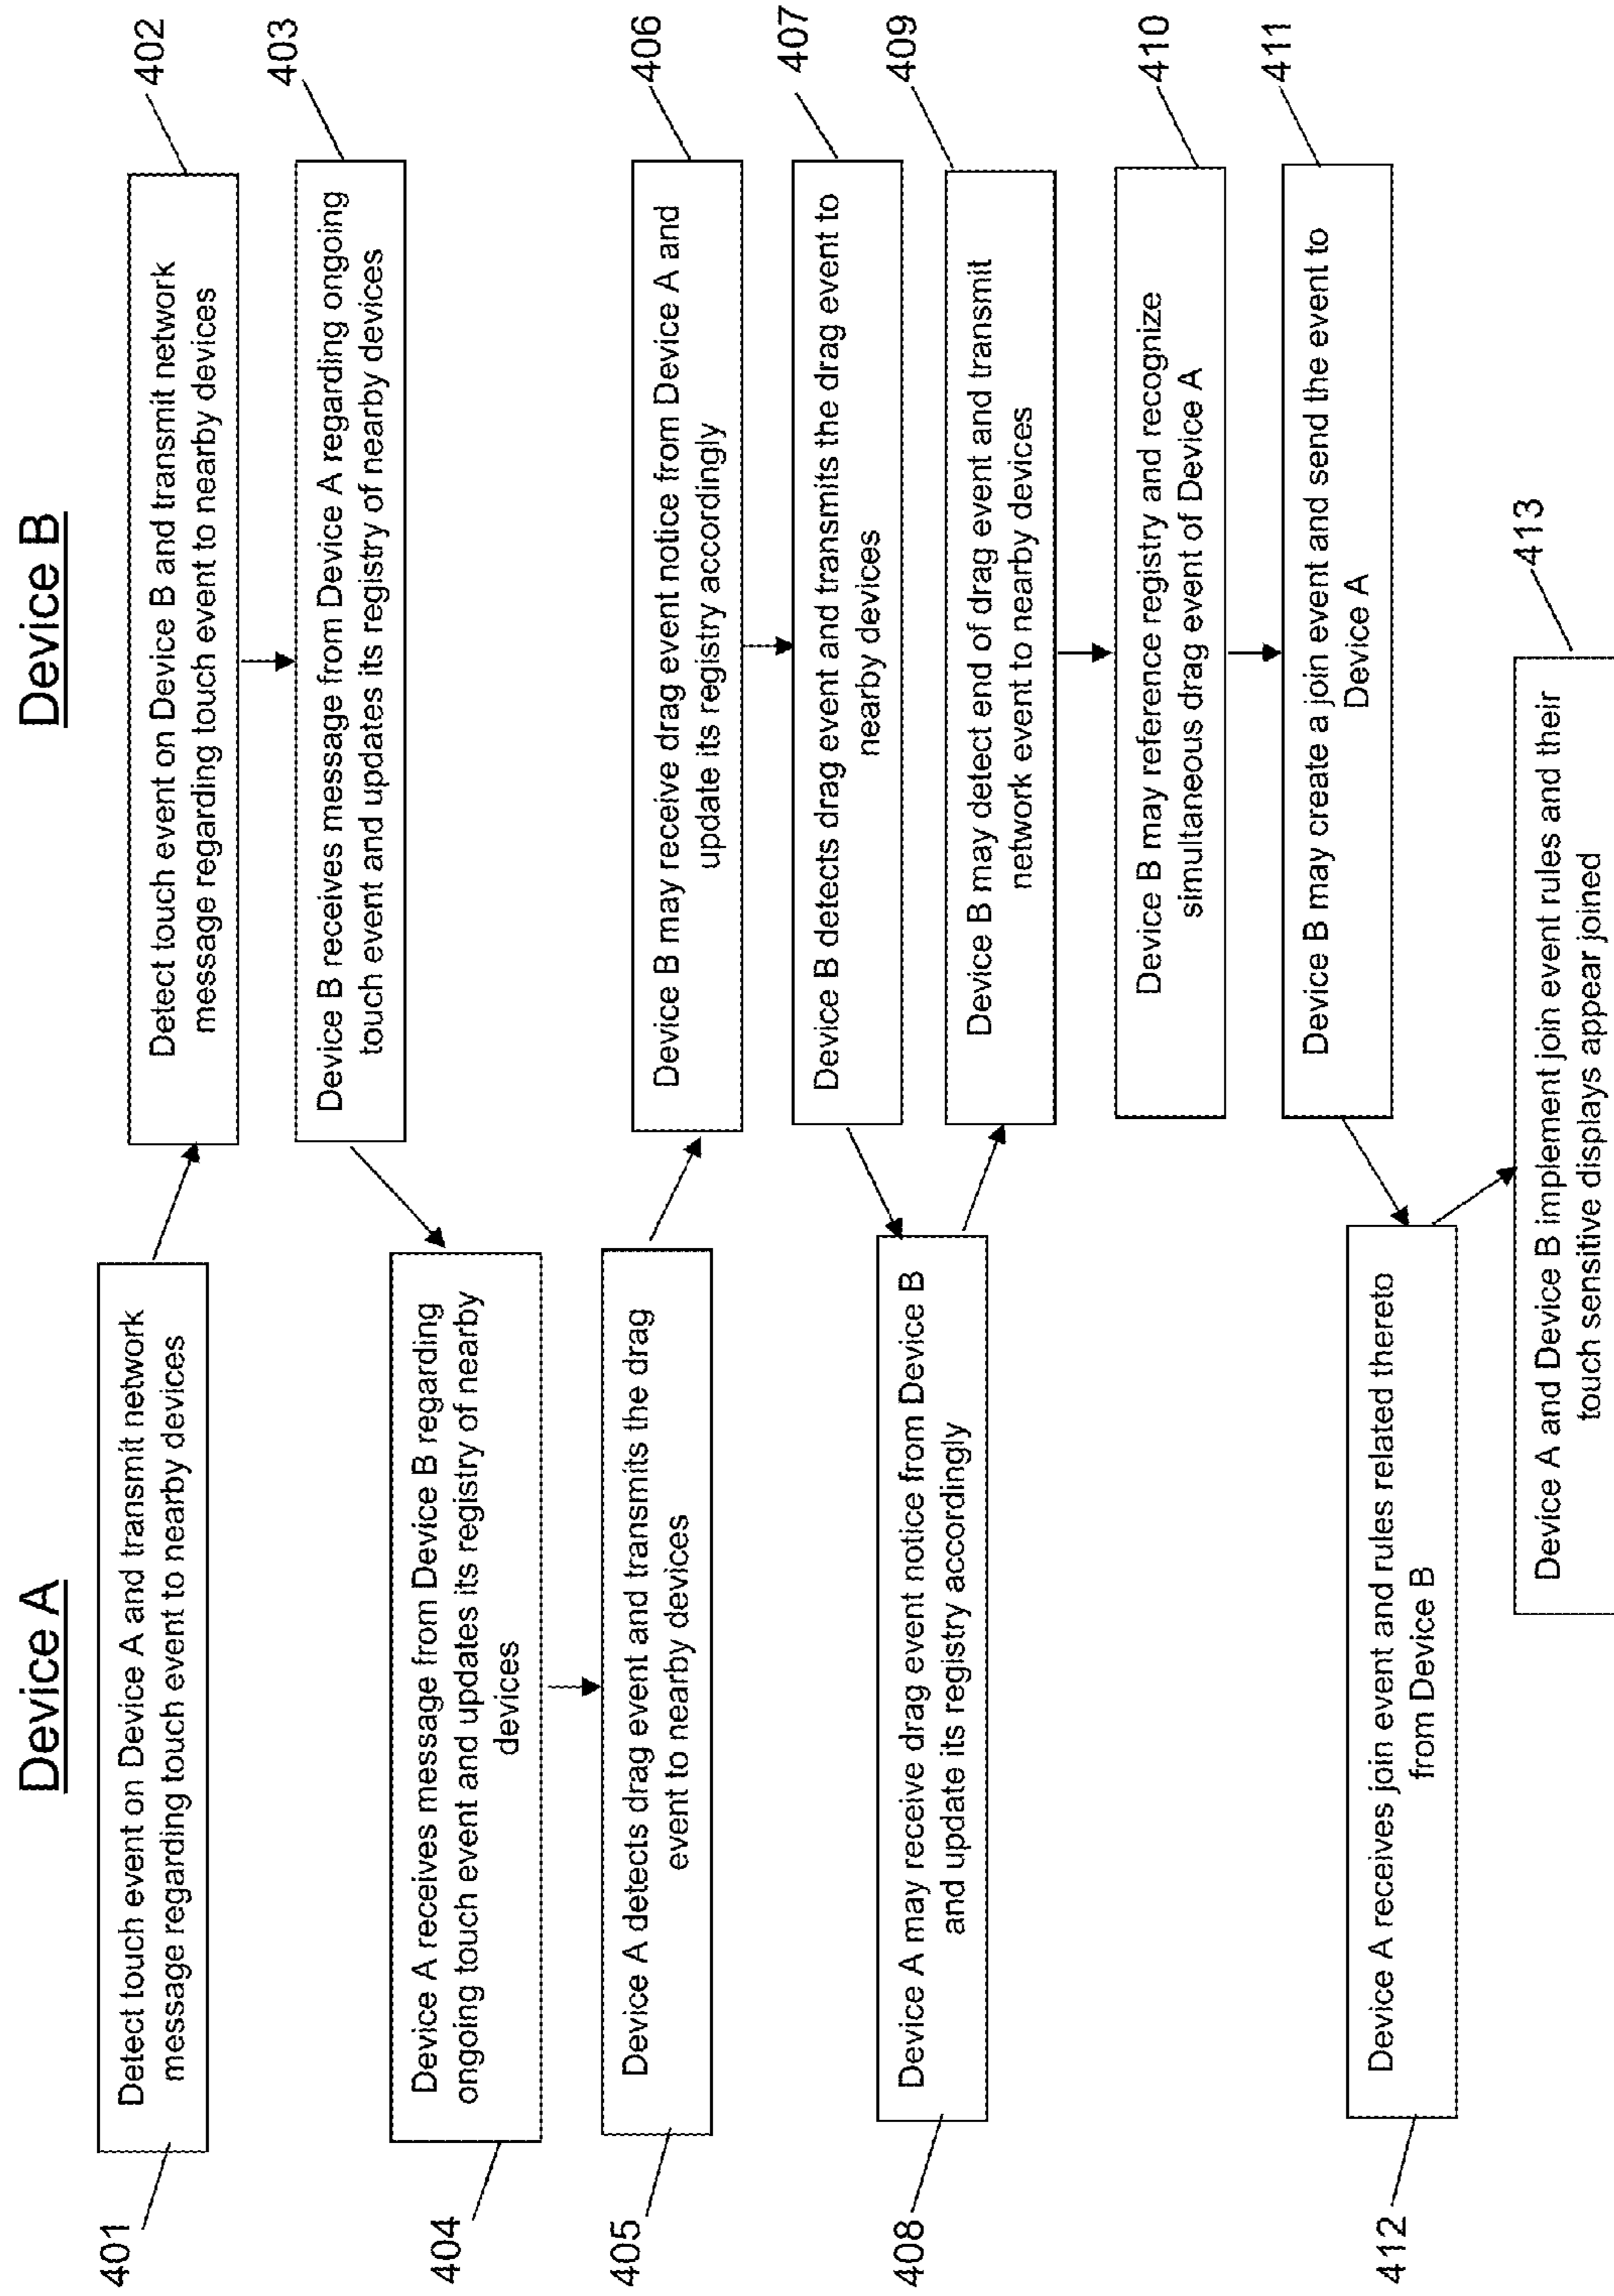 Device A
Device B
401
Detect touch event on Device A and transmit network
message regarding touch event to nearby devices
402
Detect touch event on Device B and transmit network
message regarding touch event to nearby devices
403
Device B receives message from Device A regarding ongoing
touch event and updates its registry of nearby devices
404
Device A receives message from Device B regarding
ongoing touch event and updates its registry of nearby
devices
405
Device A detects drag event and transmits the drag
event to nearby devices
406
Device B may receive drag event notice from Device A and
update its registry accordingly
407
Device B detects drag event and transmits the drag event to
nearby devices
408
Device A may receive drag event notice from Device B
and update its registry accordingly
409
Device B may detect end of drag event and transmit
network event to nearby devices
410
Device B may reference registry and recognize
simultaneous drag event of Device A
411
Device B may create a join event and send the event to
Device A
412
Device A receives join event and rules related thereto
from Device B
413
Device A and Device B implement join event rules and their
touch sensitive displays appear joined